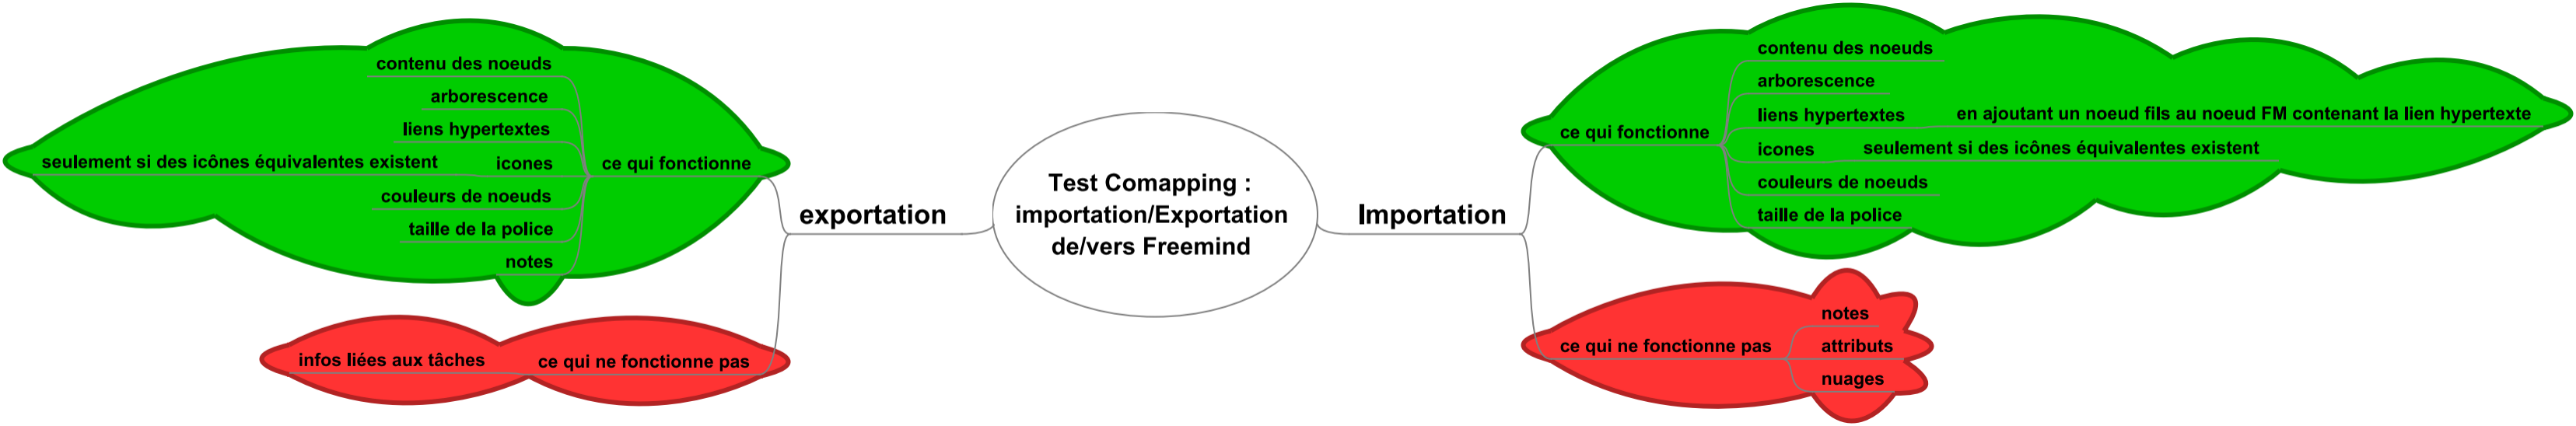 contenu des noeuds
arborescence
liens hypertextes
seulement si des icônes équivalentes existent
icones
ce qui fonctionne
couleurs de noeuds
taille de la police
notes
exportation
infos liées aux tâches
ce qui ne fonctionne pas
Test Comapping :
importation/Exportation
de/vers Freemind
Importation
ce qui fonctionne
contenu des noeuds
arborescence
liens hypertextes
en ajoutant un noeud fils au noeud FM contenant la lien hypertexte
icones
seulement si des icônes équivalentes existent
couleurs de noeuds
taille de la police
ce qui ne fonctionne pas
notes
attributs
nuages